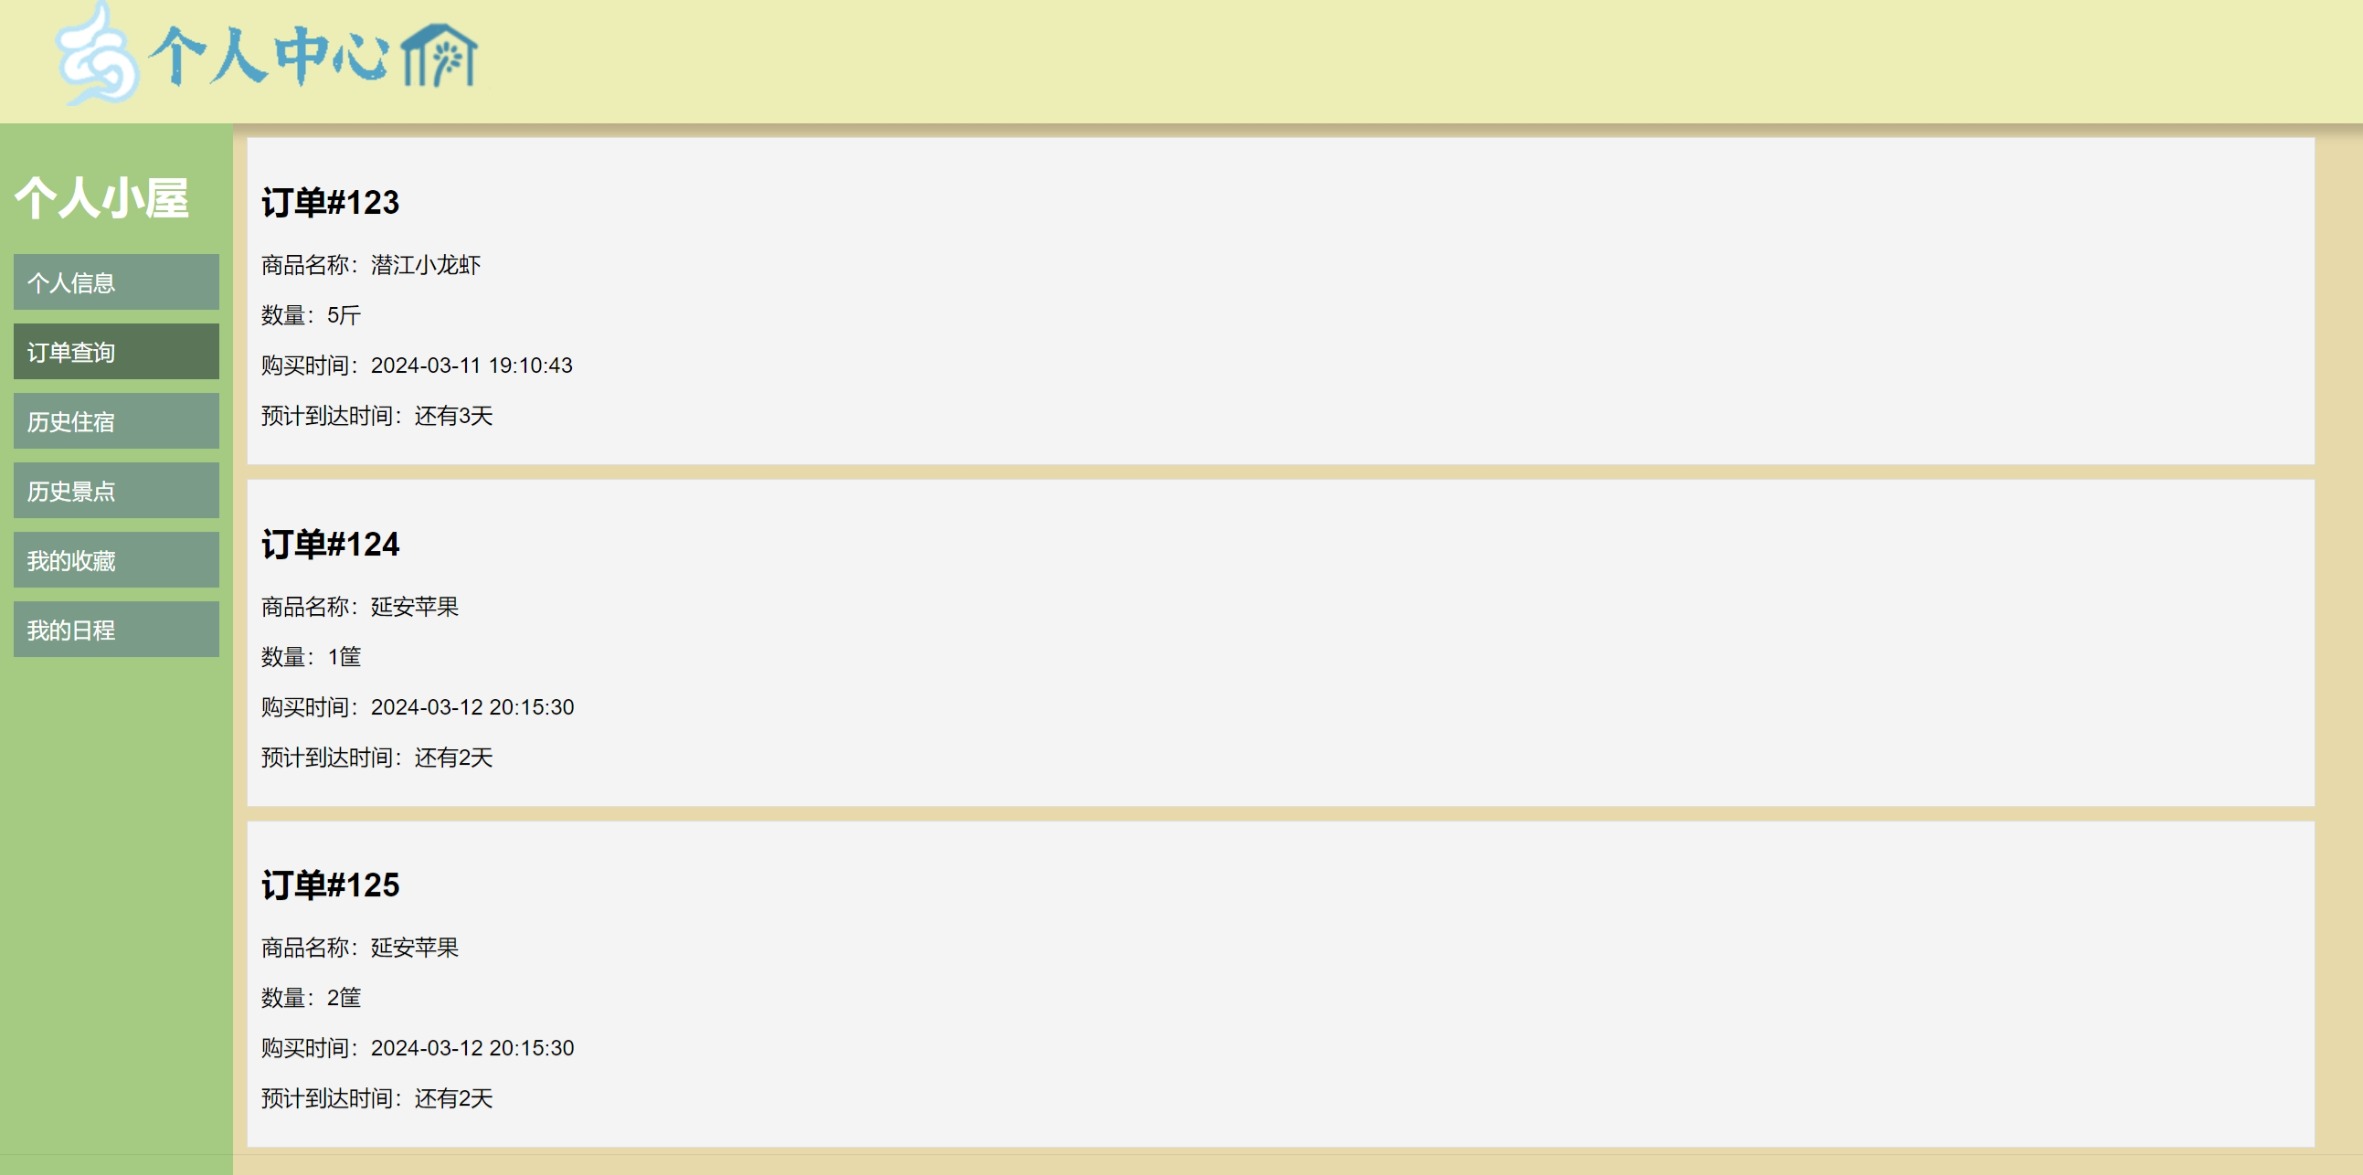 个人中心
个人小屋
个人信息
订单查询
历史住宿
历史景点
我的收藏
我的日程
订单#123
商品名称：潜江小龙虾
数量：5斤
购买时间：2024-03-11 19:10:43
预计到达时间：还有3天
订单#124
商品名称：延安苹果
数量：1筐
购买时间：2024-03-12 20:15:30
预计到达时间：还有2天
订单#125
商品名称：延安苹果
数量：2筐
购买时间：2024-03-12 20:15:30
预计到达时间：还有2天